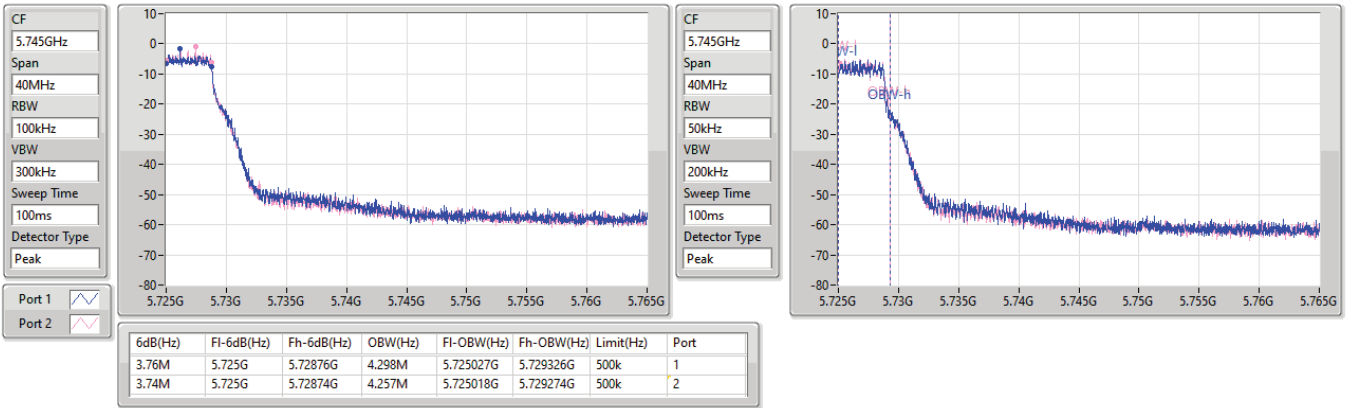 CF
5.745GHz
Span
40MHz
RBW
100kHz
VBW
300kHz
Sweep Time
100ms
Detector Type
Peak
Port 1
Port 2
10
0
-10
-20
-30
-40
-50
-60
-70
-80
5.725G 5.73G 5.735G 5.74G 5.745G 5.75G 5.755G 5.76G 5.765G
CF
5.745GHz
Span
40MHz
RBW
50kHz
VBW
200kHz
Sweep Time
100ms
Detector Type
Peak
10
0
-10
-20
-30
-40
-50
-60
-70
-80
W-l
OBW-h
5.725G 5.73G 5.735G 5.74G 5.745G 5.75G 5.755G 5.76G 5.765G
6dB(Hz) Fl-6dB(Hz) Fh-6dB(Hz) OBW(Hz) Fl-OBW(Hz) Fh-OBW(Hz) Limit(Hz) Port
3.76M 5.725G 5.72876G 4.298M 5.725027G 5.729326G 500k 1
3.74M 5.725G 5.72874G 4.257M 5.725018G 5.729274G 500k 2